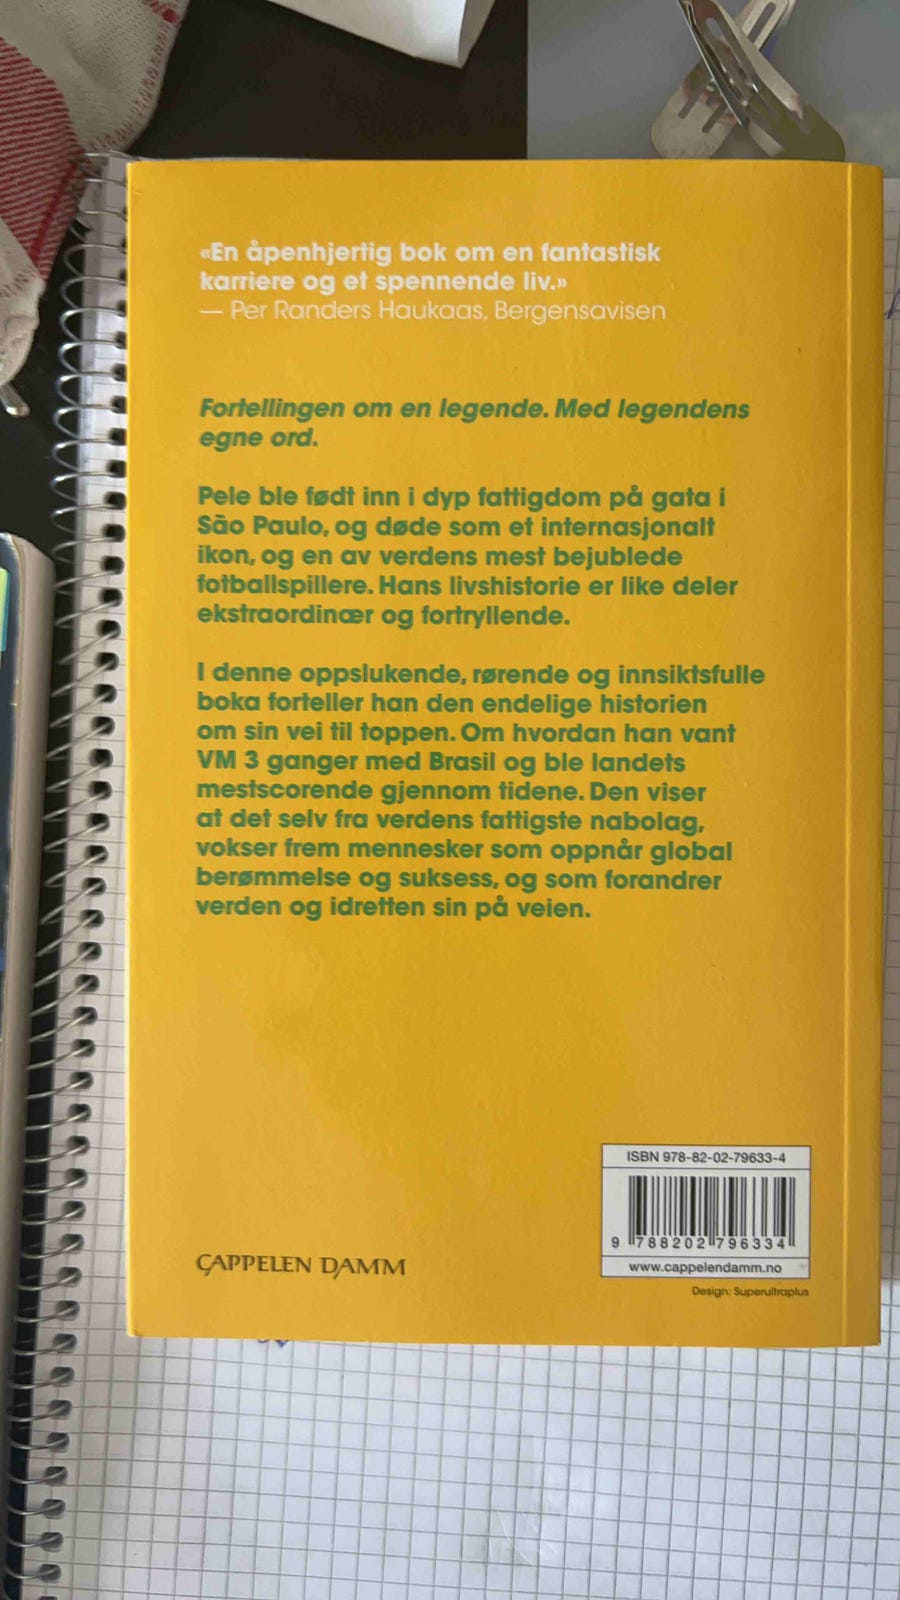 «En åpenhjertig bok om en fantastisk
karriere og et spennende liv.»
— Per Randers Haukaas, Bergensavisen
Fortellingen om en legende. Med legendens
egne ord.
Pele ble født inn i dyp fattigdom på gata i
São Paulo, og døde som et internasjonalt
ikon, og en av verdens mest bejublede
fotballspillere. Hans livshistorie er like deler
ekstraordinær og fortryllende.
I denne oppslukende, rørende og innsiktsfulle
boka forteller han den endelige historien
om sin vei til toppen. Om hvordan han vant
VM 3 ganger med Brasil og ble landets
mestscorende gjennom tidene. Den viser
at det selv fra verdens fattigste nabolag,
vokser frem mennesker som oppnår global
berømmelse og suksess, og som forandrer
verden og idretten sin på veien.
ISBN 978-82-02-79633-4
9 788202 796334
www.cappelendamm.no
CAPPELEN DAMM
Design: Superultraplus